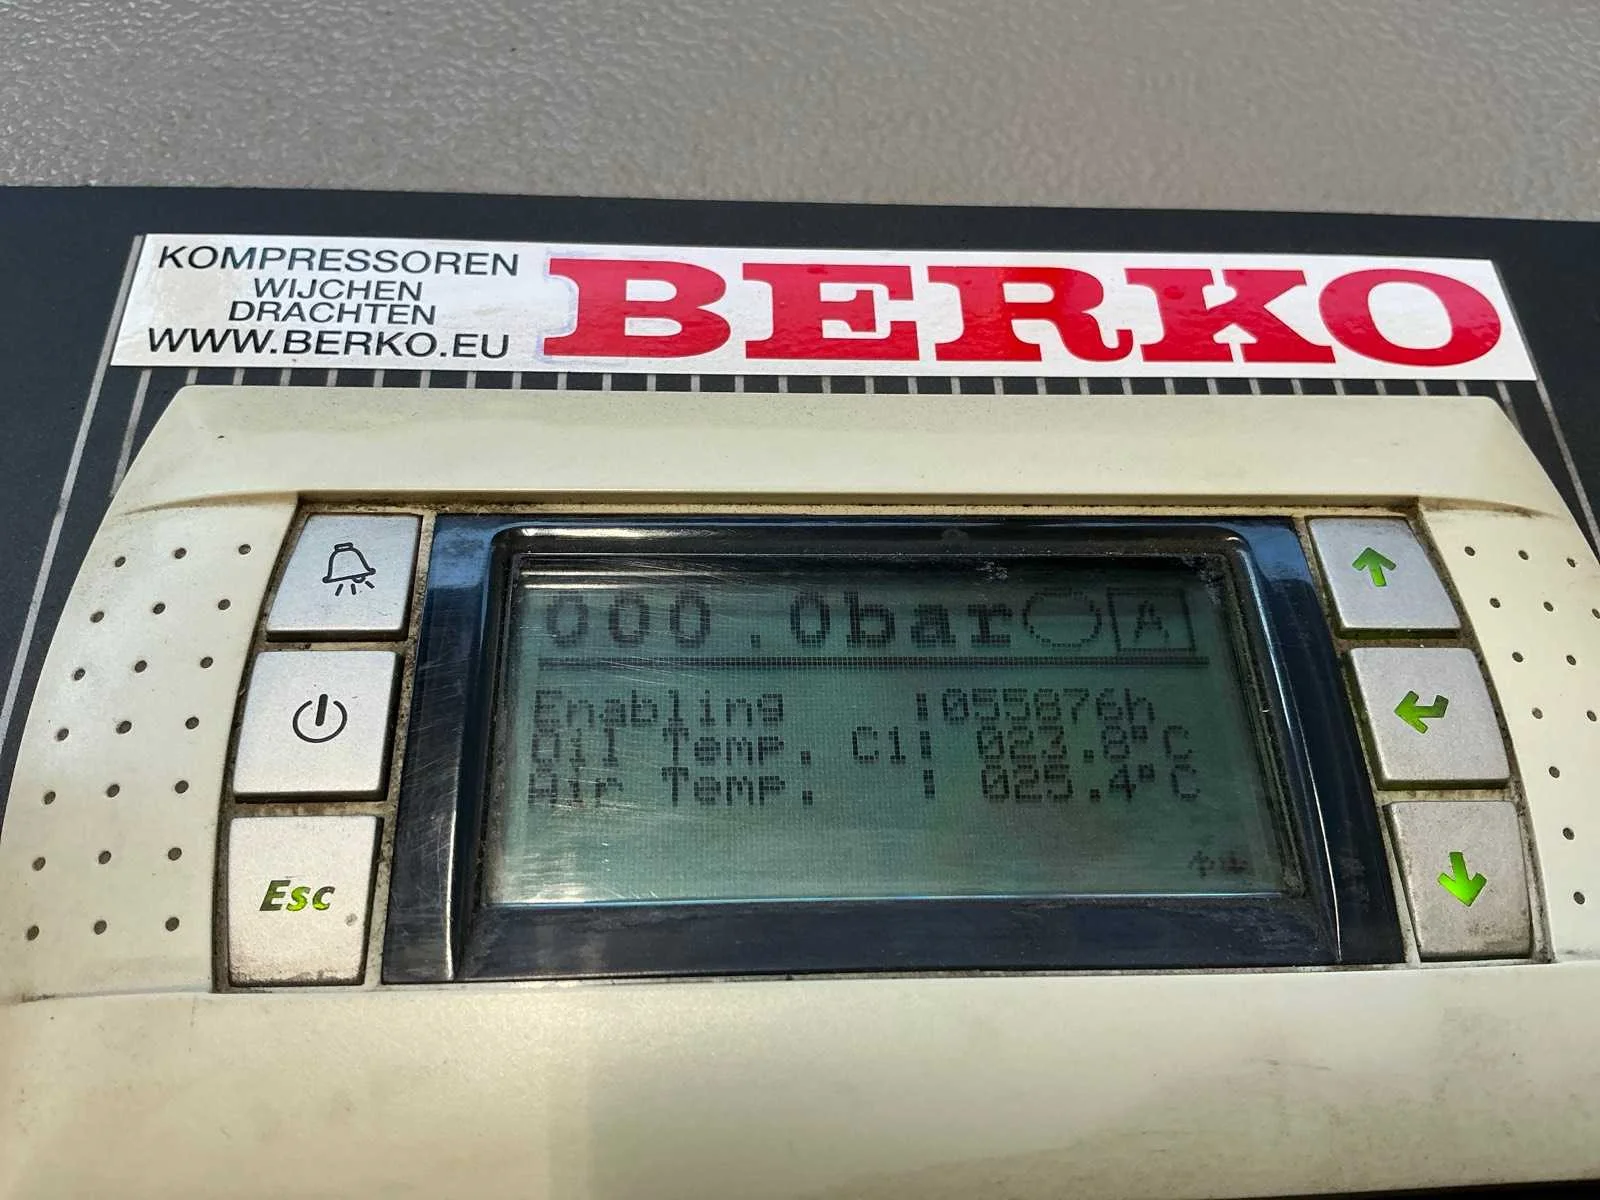 KOMPRESSOREN
WIJCHEN
DRACHTEN
WWW.BERKO.EU
BERKO
000.0bar A
Enabling :055876h
Oil Temp. C1: 023.8°C
Air Temp. : 025.4°C
Esc